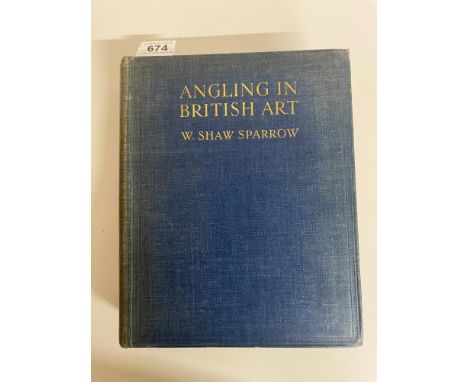 674
ANGLING IN
BRITISH ART
W. SHAW SPARROW